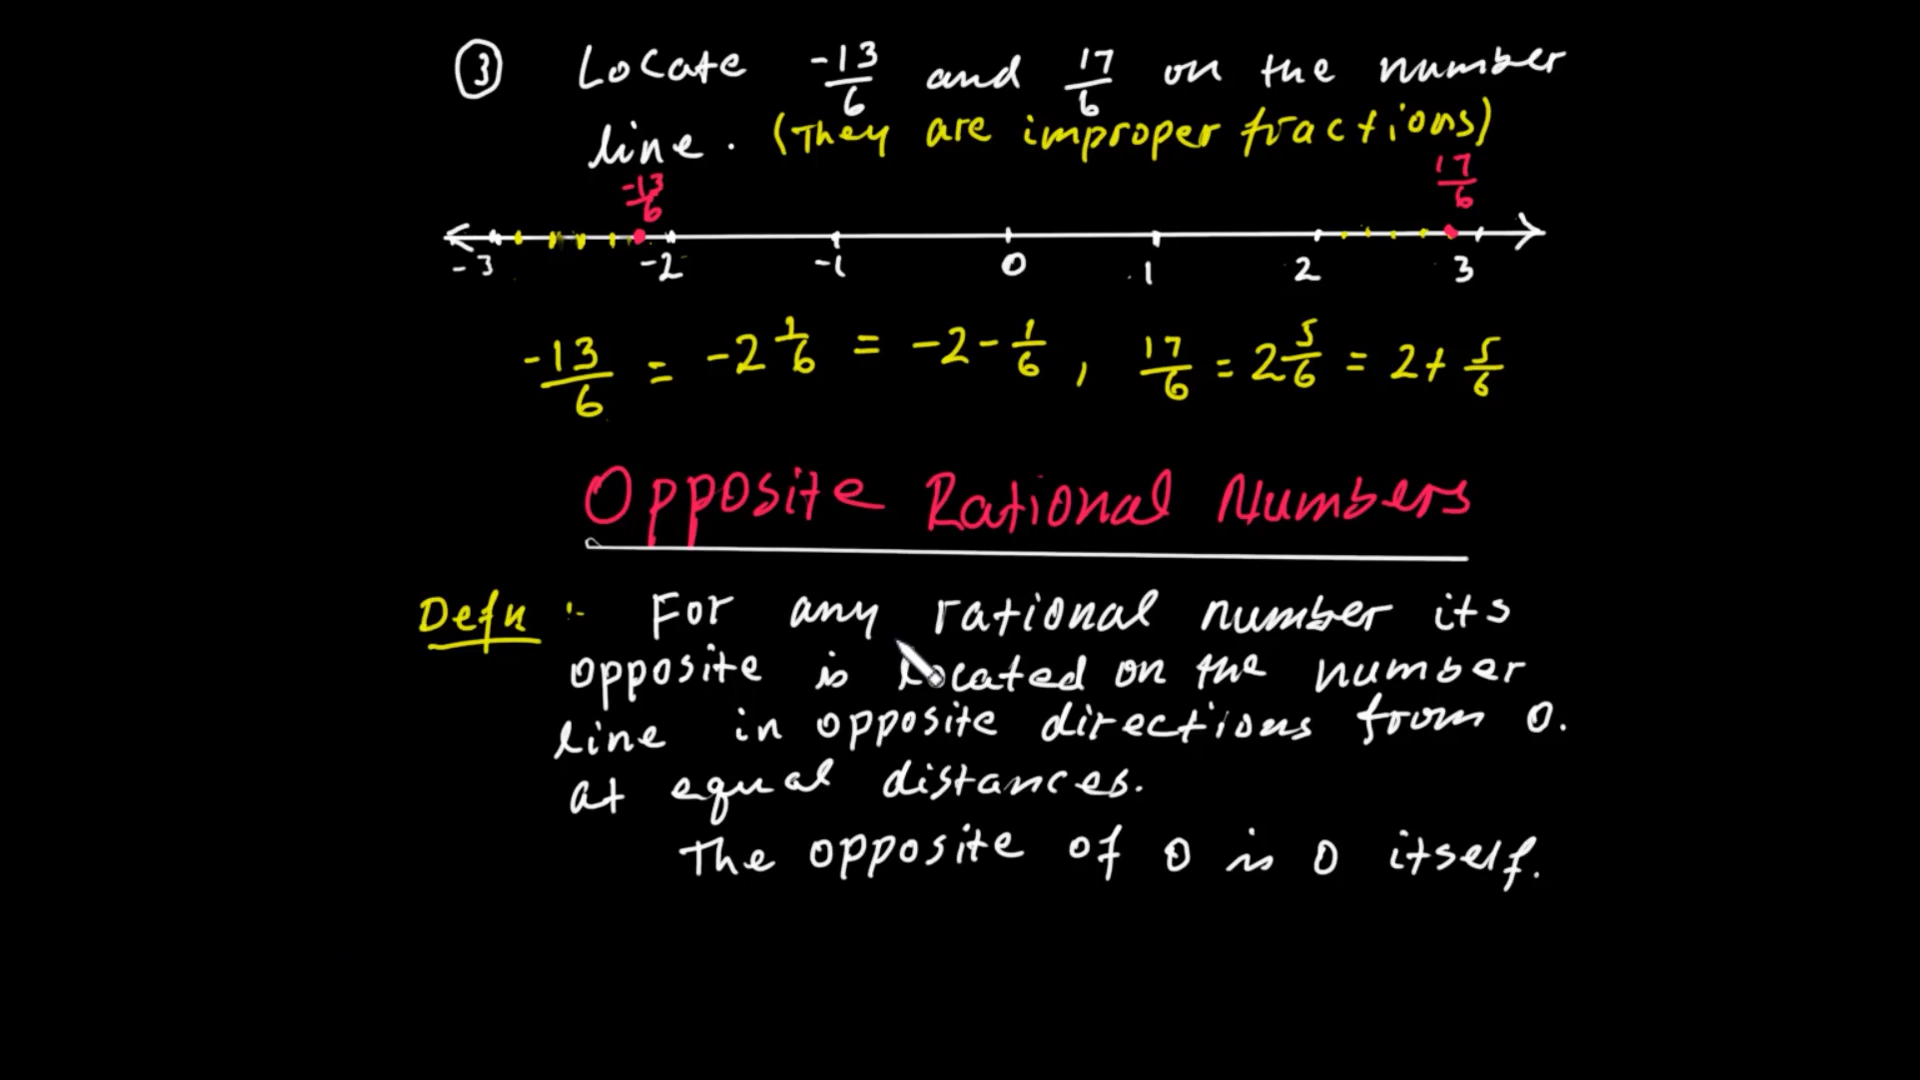 ③ Locate -13/6 and 17/6 on the number
line. (They are improper fractions)
-13/6 17/6
-3 -2 -1 0 1 2 3
-13/6 = -2 1/6 = -2 - 1/6 , 17/6 = 2 5/6 = 2 + 5/6
Opposite Rational Numbers
Defn :- For any rational number its
opposite is located on the number
line in opposite directions from 0.
at equal distances.
The opposite of 0 is 0 itself.